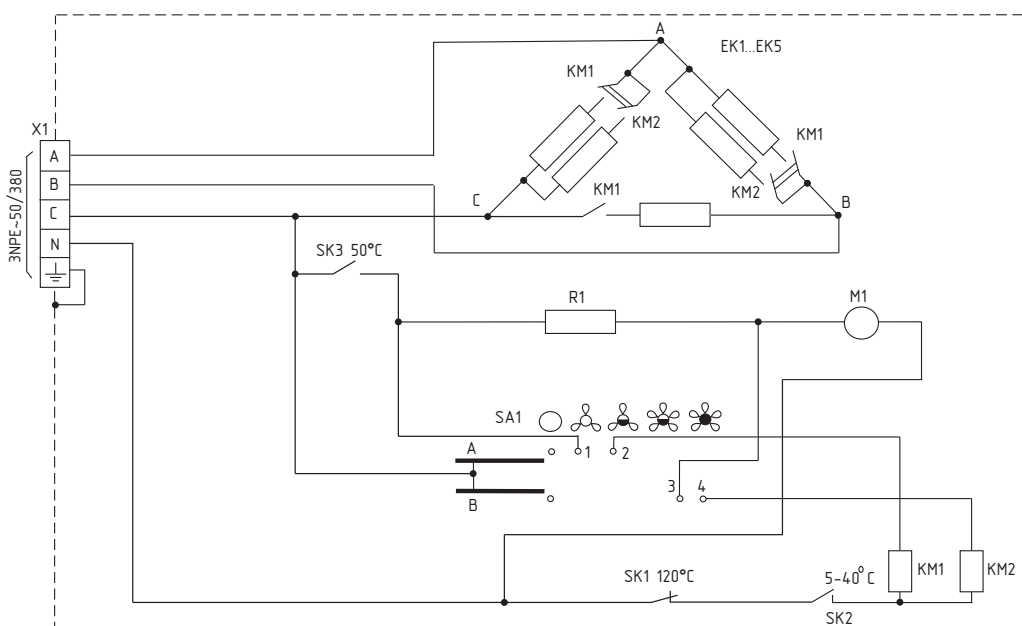 A
EK1...EK5
KM1
KM2
KM1
KM2
X1
A
B
C
N
3NPE~50/380
C
KM1
B
SK3 50°C
R1
M1
SA1
A
1
2
3
4
B
SK1 120°C
5-40°C
SK2
KM1
KM2